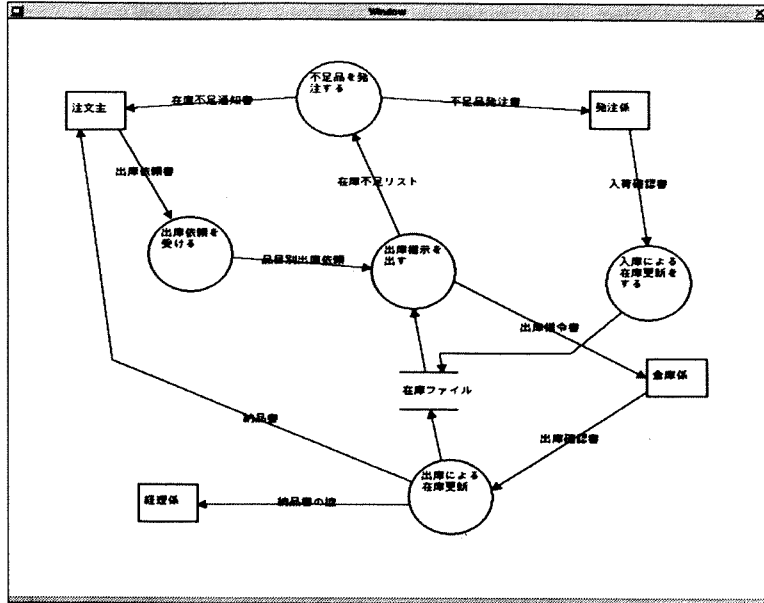 Window
不足品を発
注する
注文主
在庫不足通知書
不足品発注書
発注係
出庫依頼書
在庫不足リスト
入荷確認書
出庫依頼を
受ける
品目別出庫依頼
出庫指示を
出す
入庫による
在庫更新を
する
出庫指令書
在庫ファイル
倉庫係
納品書
出庫確認書
出庫による
在庫更新
経理係
納品書の控